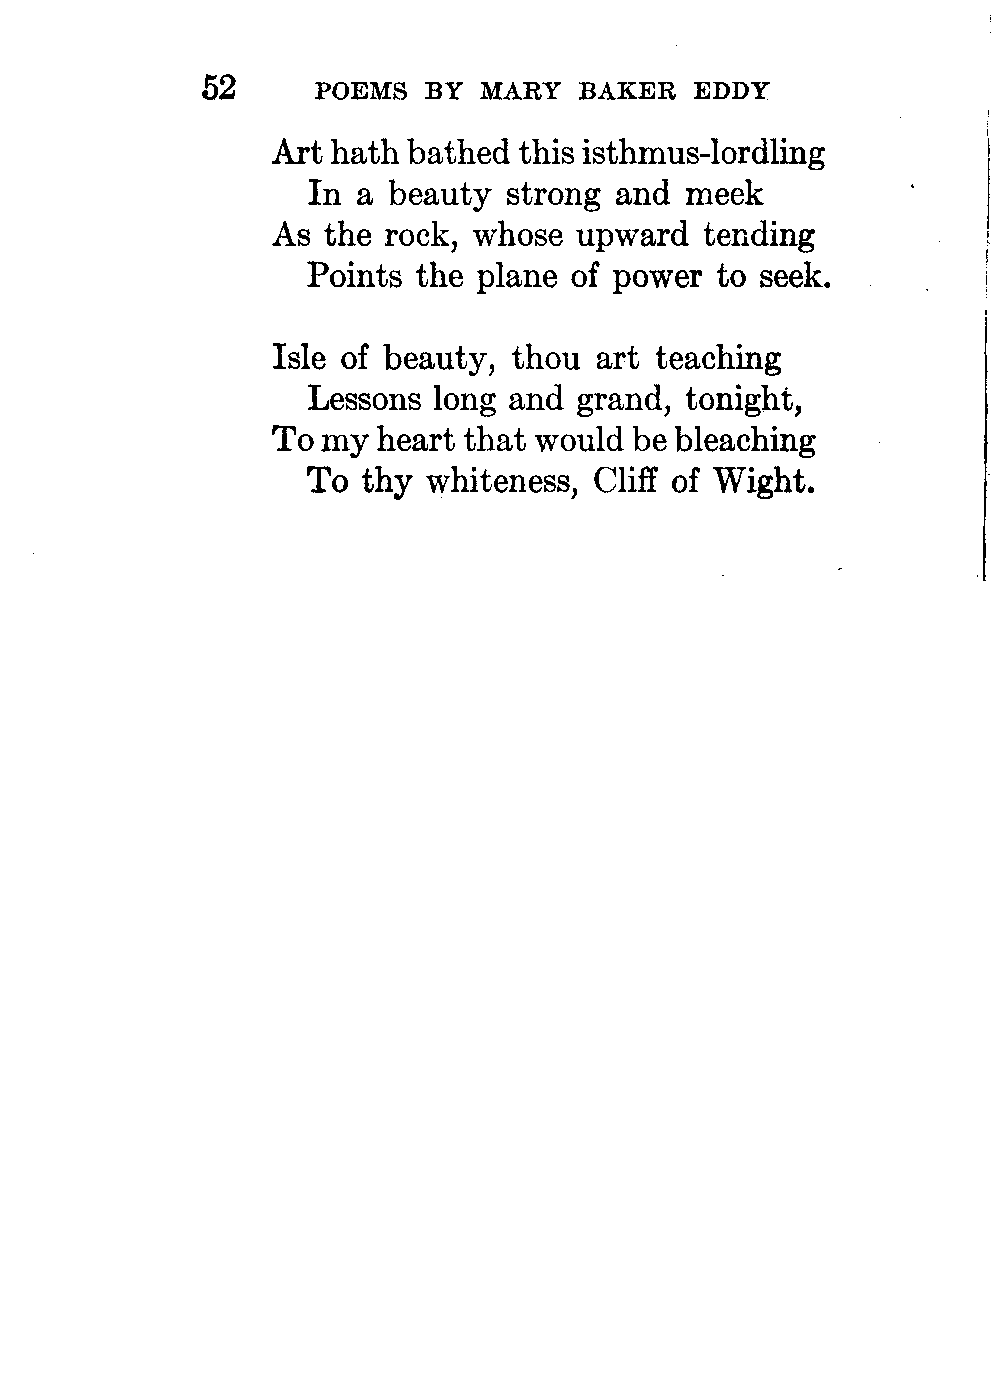 52 POEMS BY MARY BAKER EDDY
Art hath bathed this isthmus-lordling
In a beauty strong and meek
As the rock, whose upward tending
Points the plane of power to seek.
Isle of beauty, thou art teaching
Lessons long and grand, tonight,
To my heart that would be bleaching
To thy whiteness, Cliff of Wight.